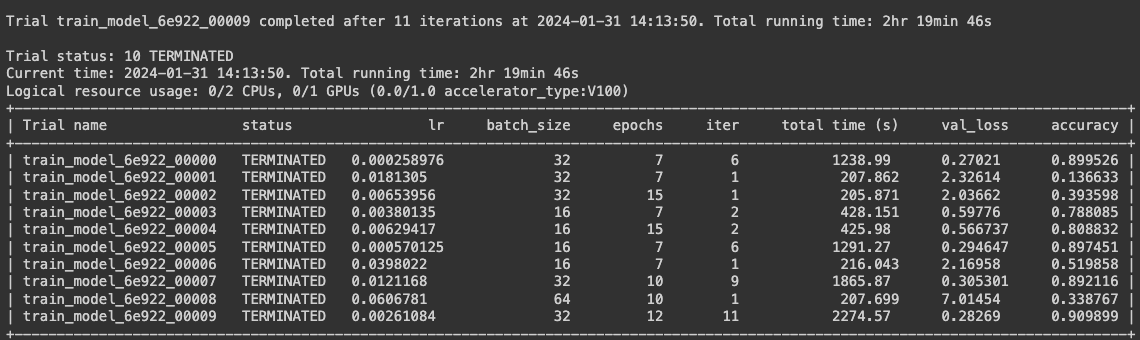 Trial train_model_6e922_00009 completed after 11 iterations at 2024-01-31 14:13:50. Total running time: 2hr 19min 46s
Trial status: 10 TERMINATED
Current time: 2024-01-31 14:13:50. Total running time: 2hr 19min 46s
Logical resource usage: 0/2 CPUs, 0/1 GPUs (0.0/1.0 accelerator_type:V100)
| Trial name status lr batch_size epochs iter total time (s) val_loss accuracy |
| train_model_6e922_00000 TERMINATED 0.000258976 32 7 6 1238.99 0.27021 0.899526 |
| train_model_6e922_00001 TERMINATED 0.0181305 32 7 1 207.862 2.32614 0.136633 |
| train_model_6e922_00002 TERMINATED 0.00653956 32 15 1 205.871 2.03662 0.393598 |
| train_model_6e922_00003 TERMINATED 0.00380135 16 7 2 428.151 0.59776 0.788085 |
| train_model_6e922_00004 TERMINATED 0.00629417 16 15 2 425.98 0.566737 0.808832 |
| train_model_6e922_00005 TERMINATED 0.000570125 16 7 6 1291.27 0.294647 0.897451 |
| train_model_6e922_00006 TERMINATED 0.0398022 16 7 1 216.043 2.16958 0.519858 |
| train_model_6e922_00007 TERMINATED 0.0121168 32 10 9 1865.87 0.305301 0.892116 |
| train_model_6e922_00008 TERMINATED 0.0606781 64 10 1 207.699 7.01454 0.338767 |
| train_model_6e922_00009 TERMINATED 0.00261084 32 12 11 2274.57 0.28269 0.909899 |